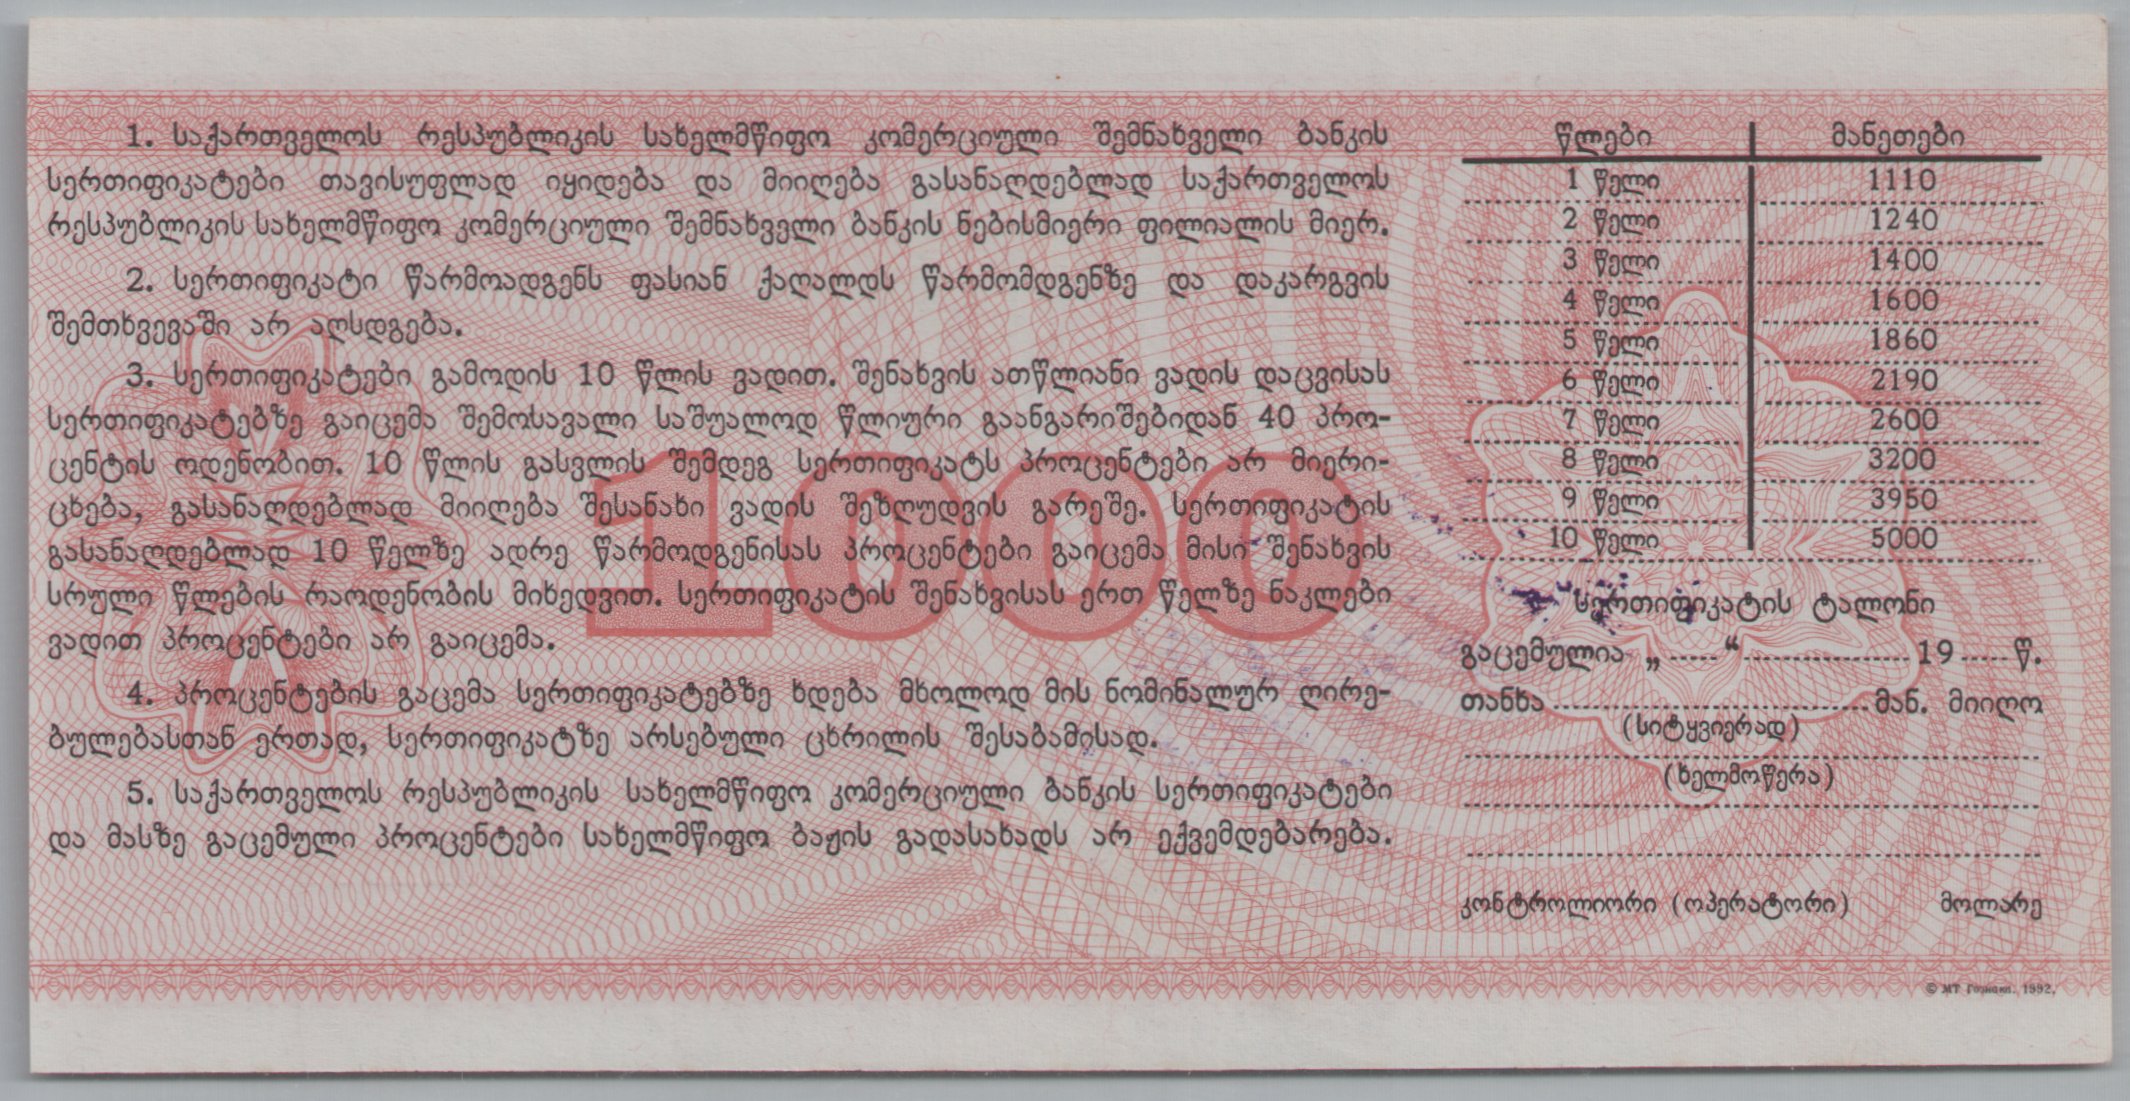 1. საქართველოს რესპუბლიკის სახელმწიფო კომერციული შემნახველი ბანკის
სერთიფიკატები თავისუფლად იყიდება და მიიღება გასანაღდებლად საქართველოს
რესპუბლიკის სახელმწიფო კომერციული შემნახველი ბანკის ნებისმიერი ფილიალის მიერ.
2. სერთიფიკატი წარმოადგენს ფასიან ქაღალდს წარმომდგენზე და დაკარგვის
შემთხვევაში არ აღსდგება.
3. სერთიფიკატები გამოდის 10 წლის ვადით. შენახვის ათწლიანი ვადის დაცვისას
სერთიფიკატებზე გაიცემა შემოსავალი საშუალოდ წლიური გაანგარიშებიდან 40 პრო-
ცენტის ოდენობით. 10 წლის გასვლის შემდეგ სერთიფიკატს პროცენტები არ მიერი-
ცხება, გასანაღდებლად მიიღება შესანახი ვადის შეზღუდვის გარეშე. სერთიფიკატის
გასანაღდებლად 10 წელზე ადრე წარმოდგენისას პროცენტები გაიცემა მისი შენახვის
სრული წლების რაოდენობის მიხედვით. სერთიფიკატის შენახვისას ერთ წელზე ნაკლები
ვადით პროცენტები არ გაიცემა.
4. პროცენტების გაცემა სერთიფიკატებზე ხდება მხოლოდ მის ნომინალურ ღირე-
ბულებასთან ერთად, სერთიფიკატზე არსებული ცხრილის შესაბამისად.
5. საქართველოს რესპუბლიკის სახელმწიფო კომერციული ბანკის სერთიფიკატები
და მასზე გაცემული პროცენტები სახელმწიფო ბაჟის გადასახადს არ ექვემდებარება.
1000
წლები მანეთები
1 წელი 1110
2 წელი 1240
3 წელი 1400
4 წელი 1600
5 წელი 1860
6 წელი 2190
7 წელი 2600
8 წელი 3200
9 წელი 3950
10 წელი 5000
სერთიფიკატის ტალონი
გაცემულია „ “ 19 წ.
თანხა მან. მიიღო
(სიტყვიერად)
(ხელმოწერა)
კონტროლიორი (ოპერატორი) მოლარე
© МТ Гознака. 1992.